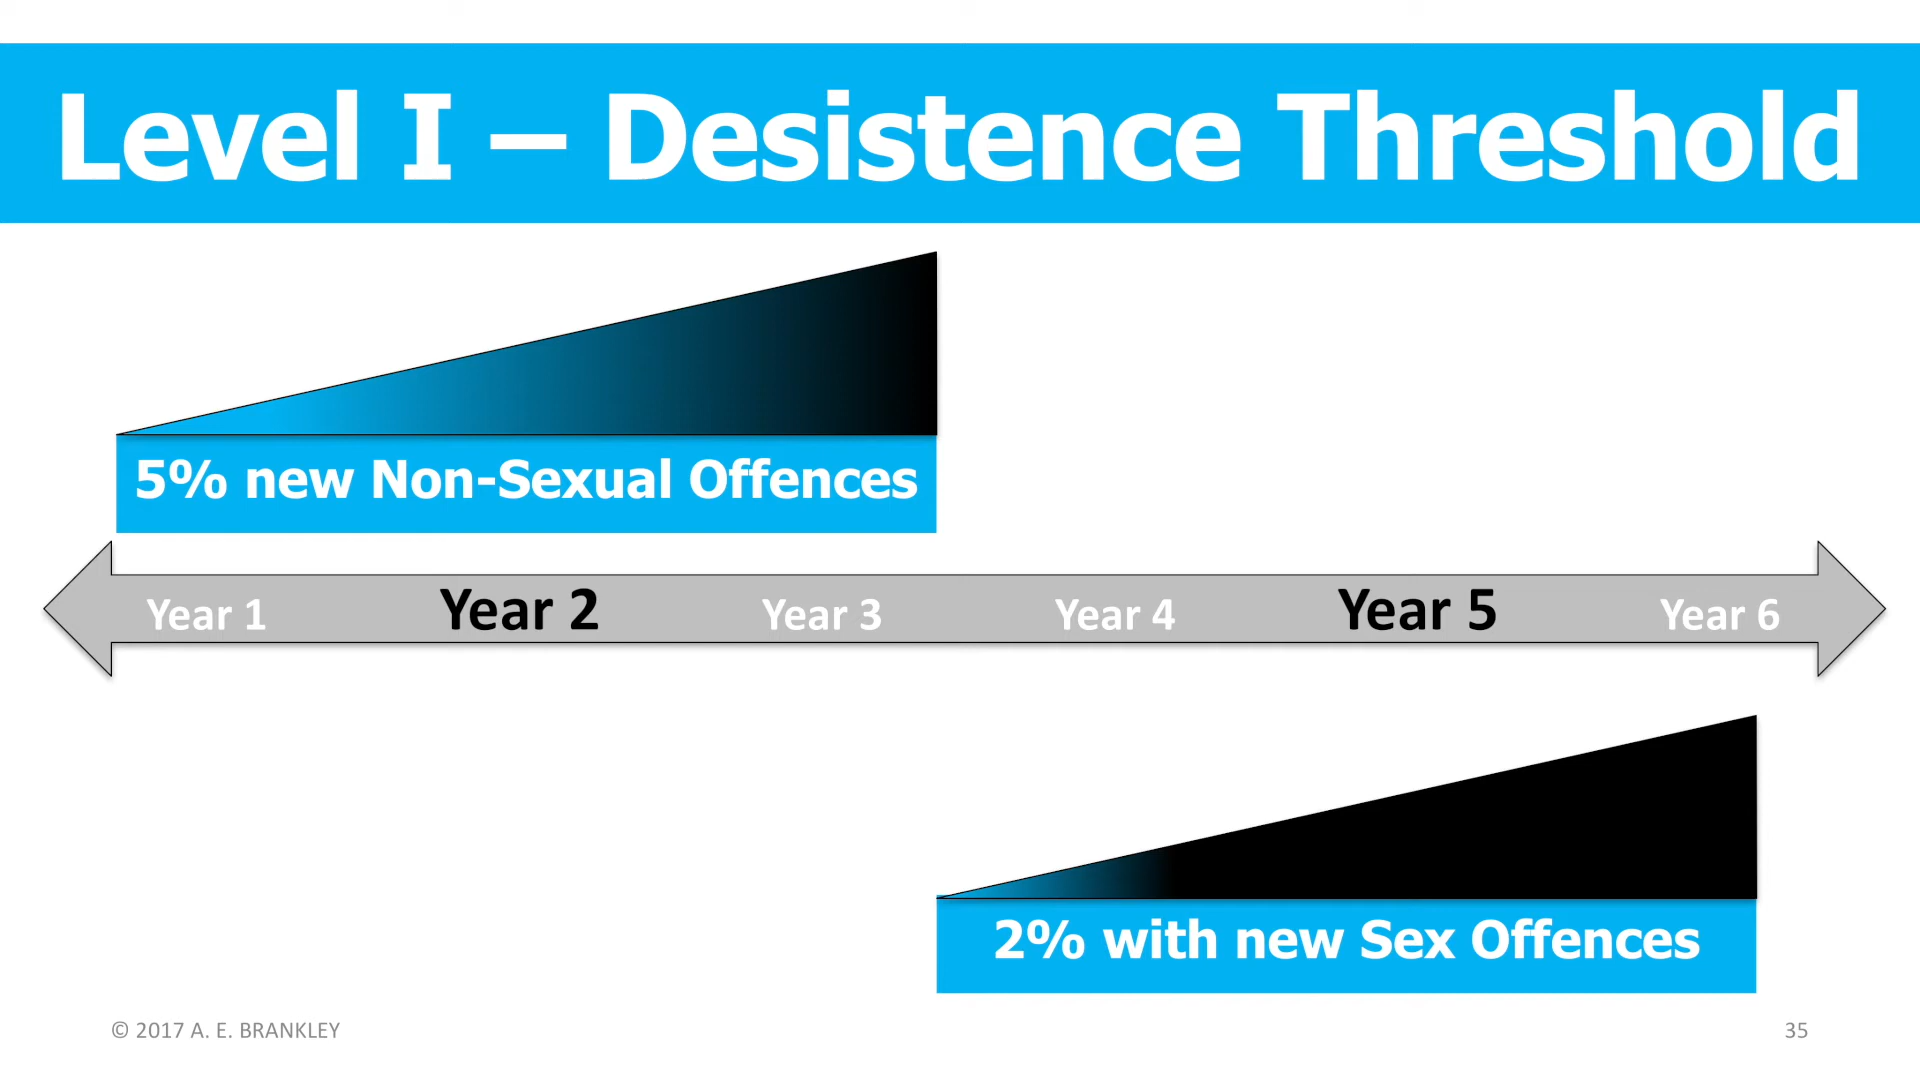 Level I – Desistence Threshold
5% new Non-Sexual Offences
Year 1 Year 2 Year 3 Year 4 Year 5 Year 6
2% with new Sex Offences
© 2017 A. E. BRANKLEY
35